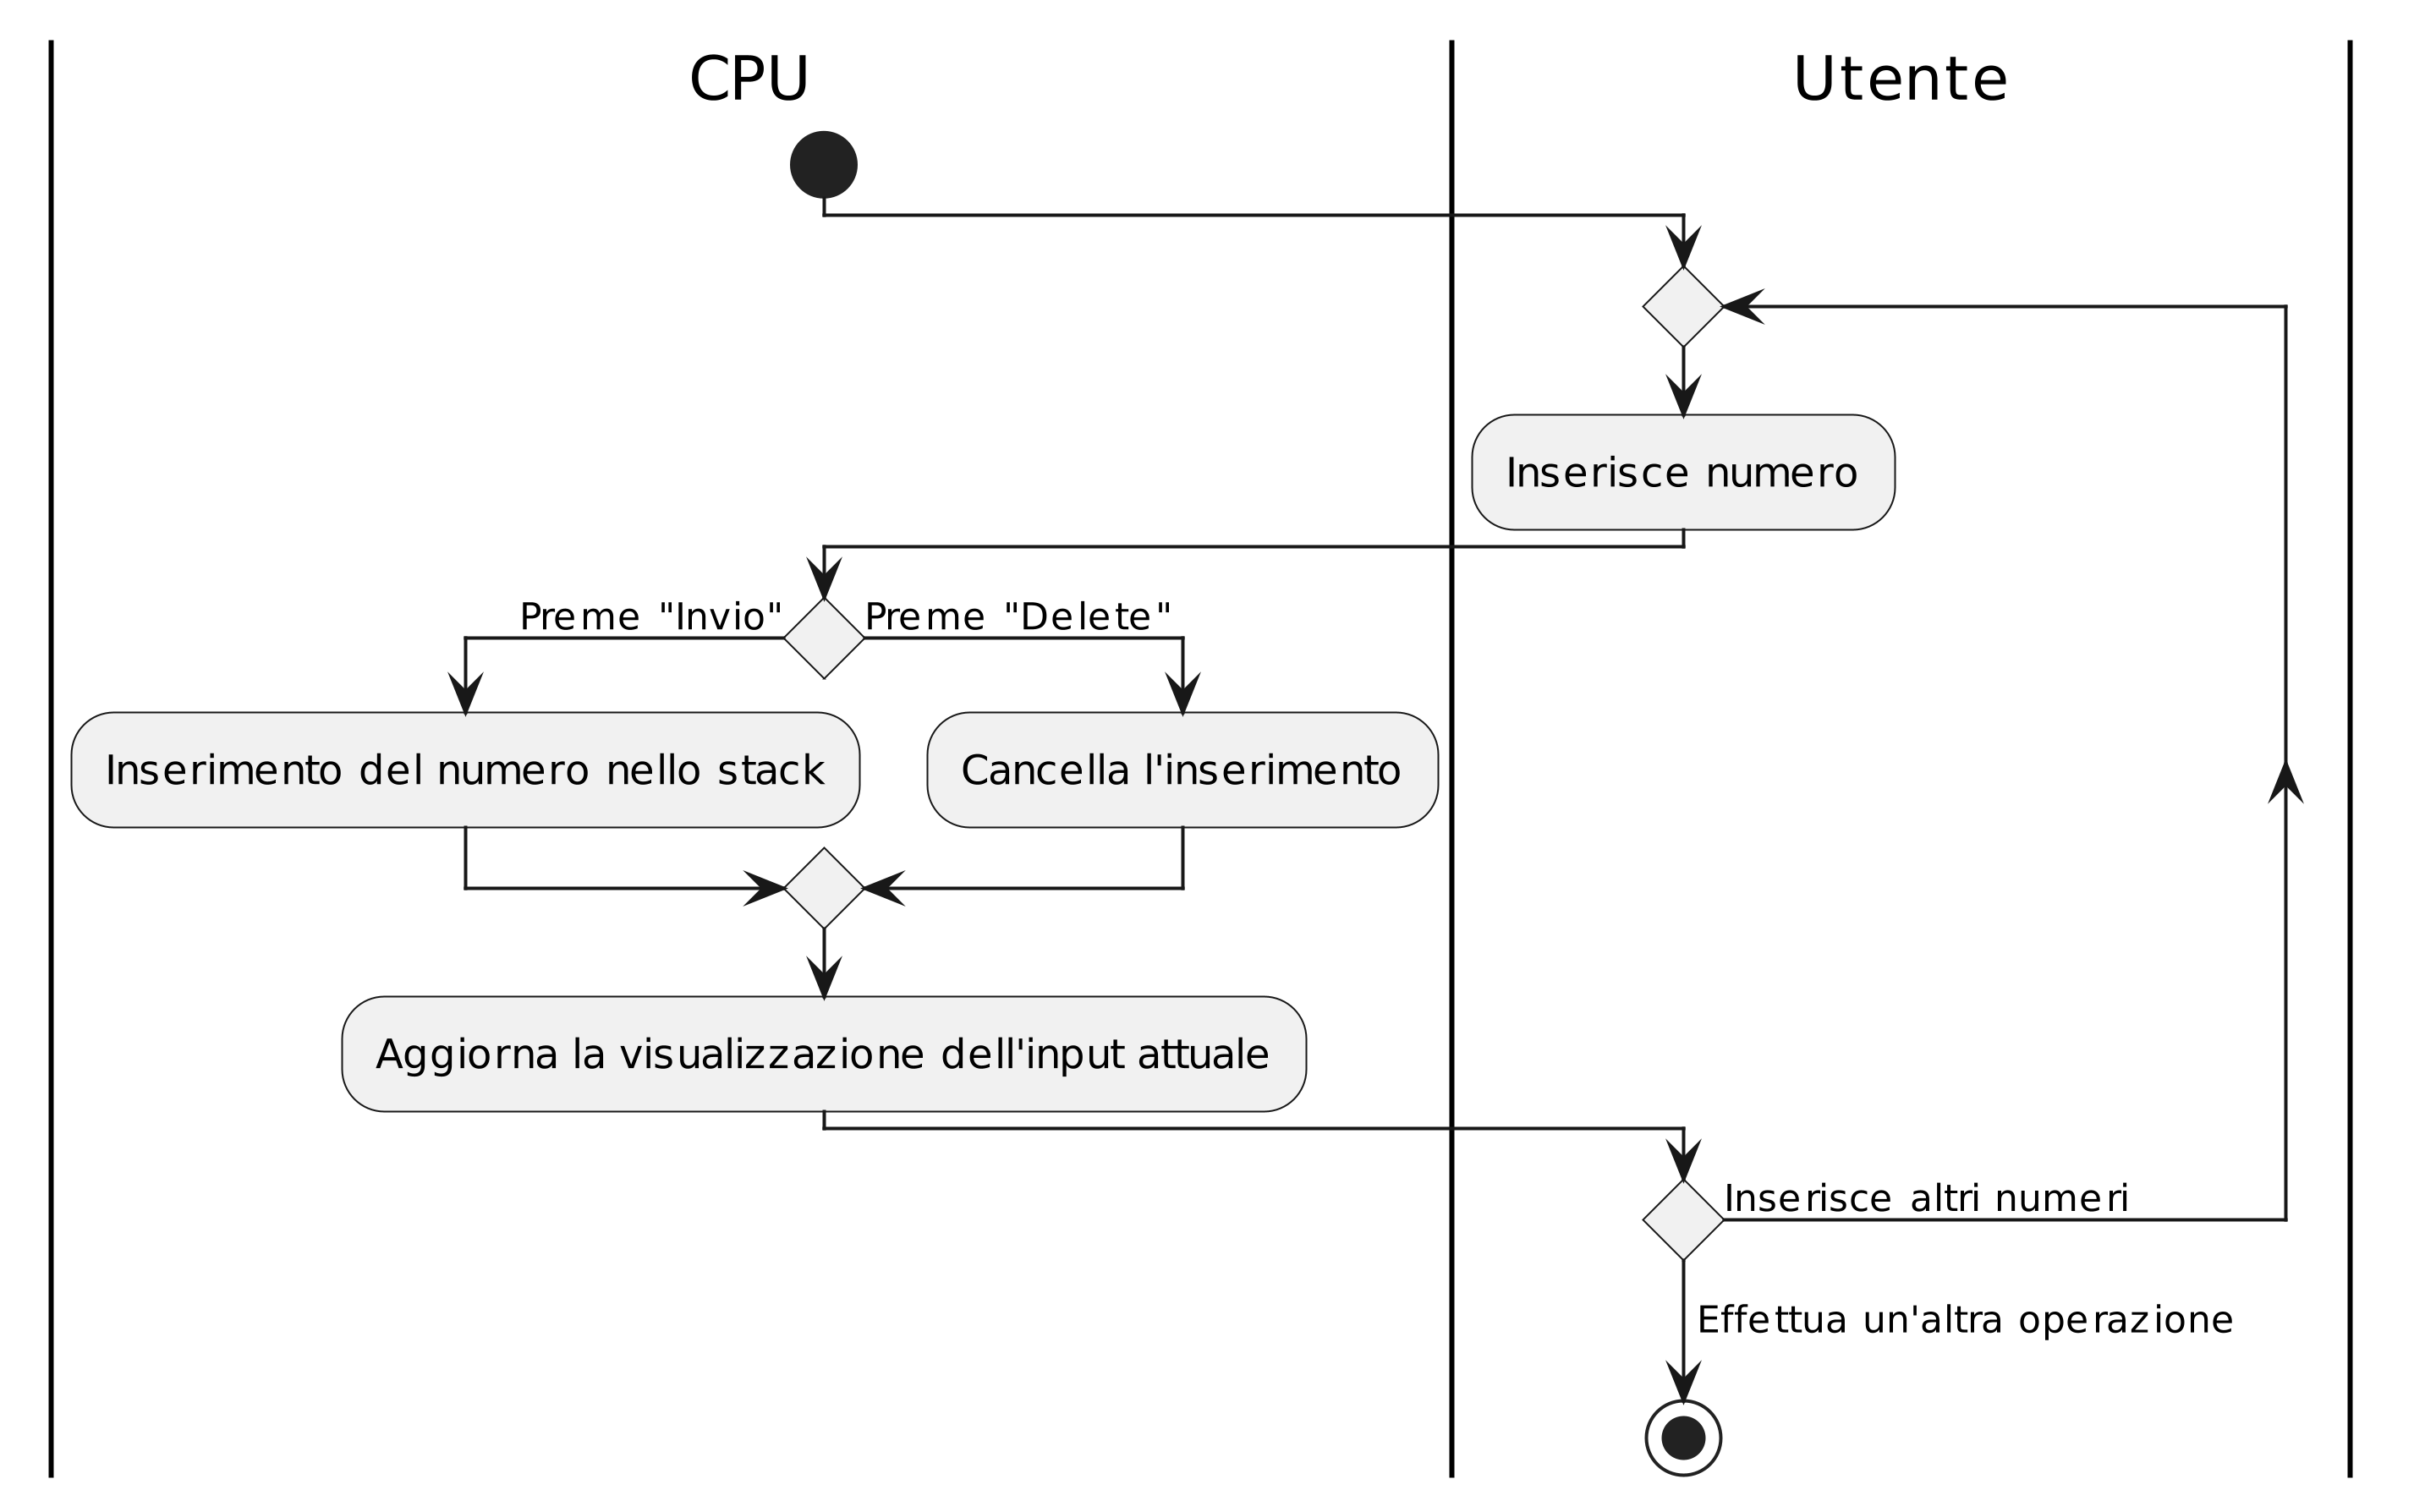 CPU
Utente
Inserisce numero
Preme "Invio"
Preme "Delete"
Inserimento del numero nello stack
Cancella l'inserimento
Aggiorna la visualizzazione dell'input attuale
Inserisce altri numeri
Effettua un'altra operazione